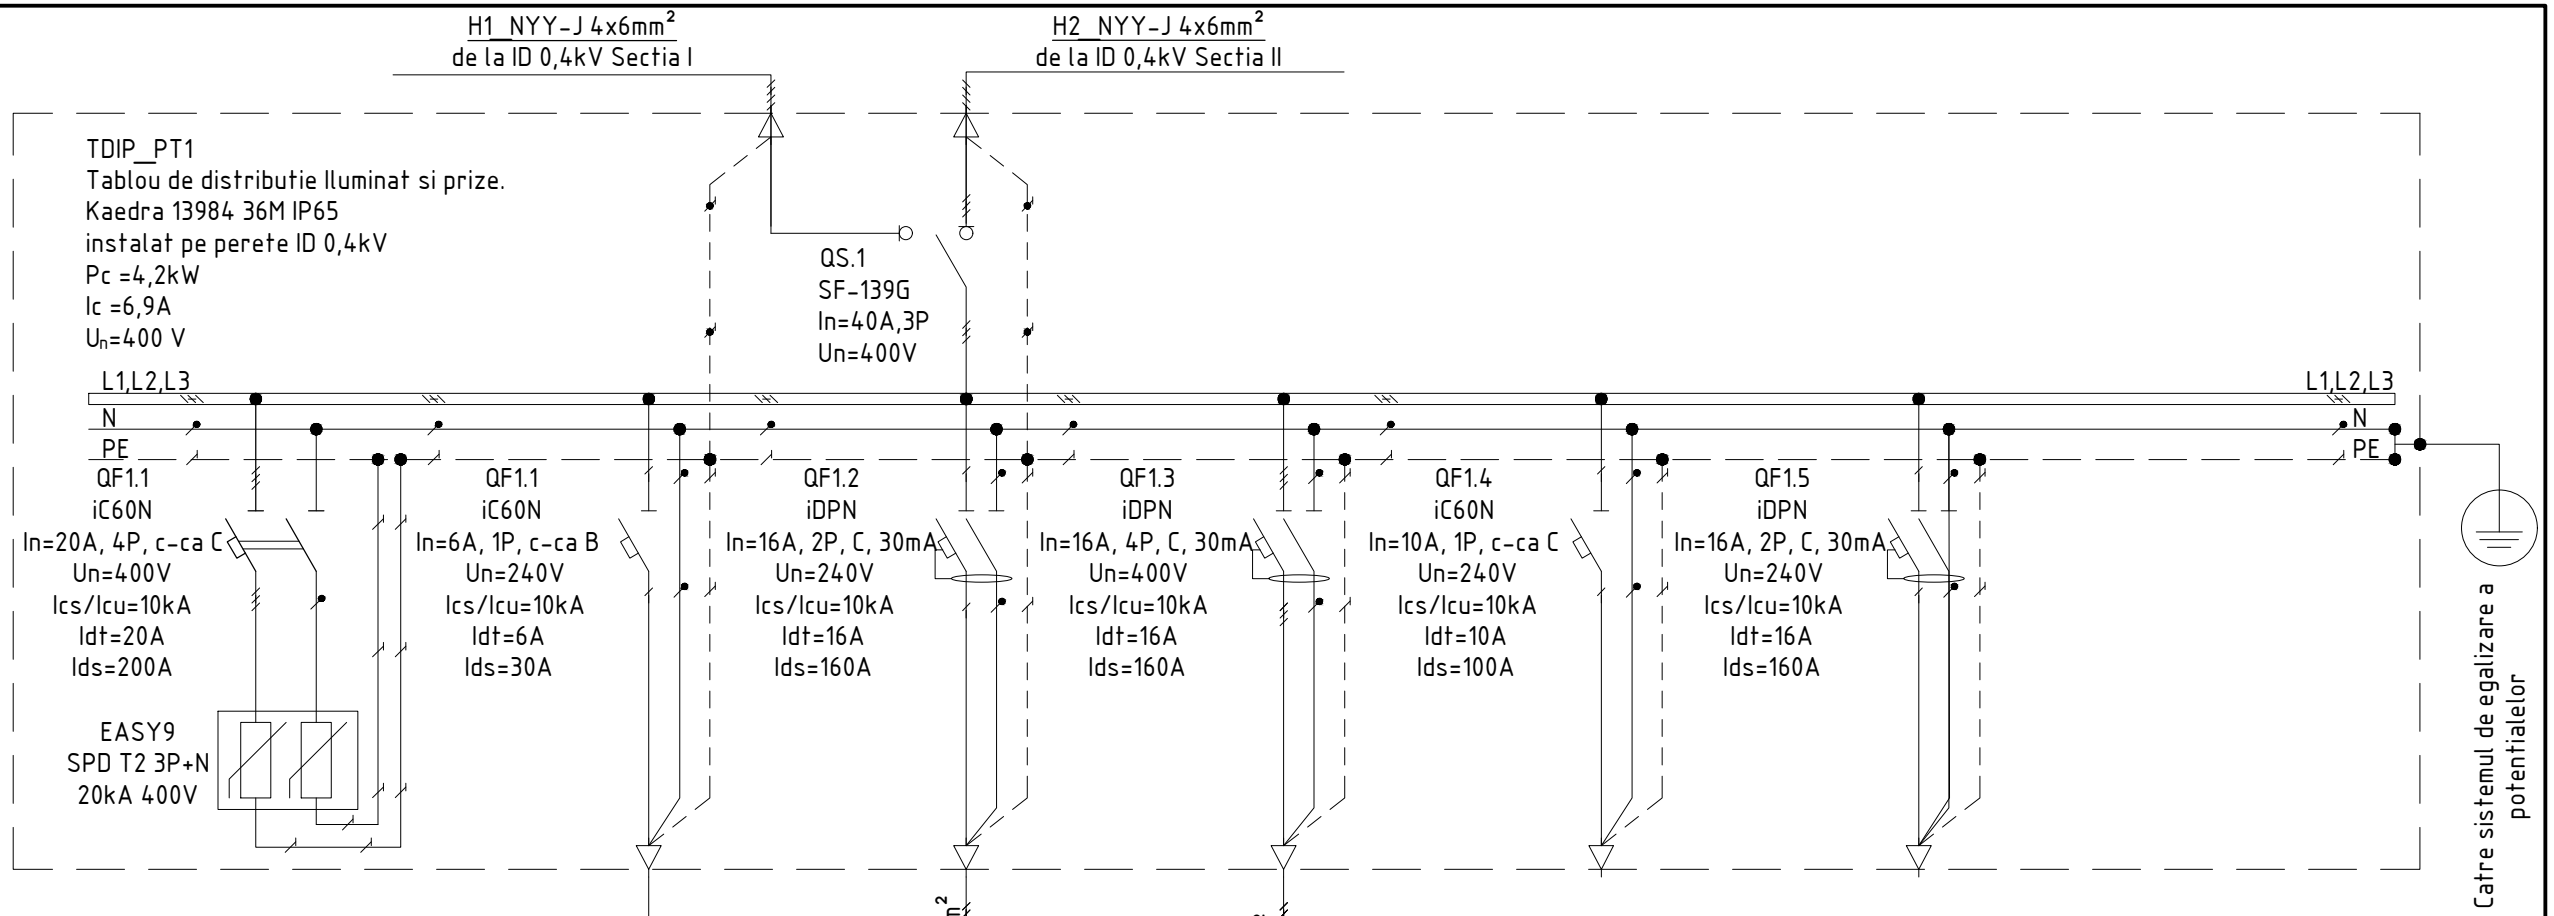 H1_NYY-J 4x6mm²
de la ID 0,4kV Sectia I
H2_NYY-J 4x6mm²
de la ID 0,4kV Sectia II
TDIP_PT1
Tablou de distributie Iluminat si prize.
Kaedra 13984 36M IP65
instalat pe perete ID 0,4kV
Pc =4,2kW
Ic =6,9A
Uₙ=400 V
QS.1
SF-139G
In=40A,3P
Un=400V
L1,L2,L3
N
PE
L1,L2,L3
N
PE
QF1.1
iC60N
In=20A, 4P, c-ca C
Un=400V
Ics/Icu=10kA
Idt=20A
Ids=200A
QF1.1
iC60N
In=6A, 1P, c-ca B
Un=240V
Ics/Icu=10kA
Idt=6A
Ids=30A
QF1.2
iDPN
In=16A, 2P, C, 30mA
Un=240V
Ics/Icu=10kA
Idt=16A
Ids=160A
QF1.3
iDPN
In=16A, 4P, C, 30mA
Un=400V
Ics/Icu=10kA
Idt=16A
Ids=160A
QF1.4
iC60N
In=10A, 1P, c-ca C
Un=240V
Ics/Icu=10kA
Idt=10A
Ids=100A
QF1.5
iDPN
In=16A, 2P, C, 30mA
Un=240V
Ics/Icu=10kA
Idt=16A
Ids=160A
EASY9
SPD T2 3P+N
20kA 400V
Catre sistemul de egalizare a
potentialelor